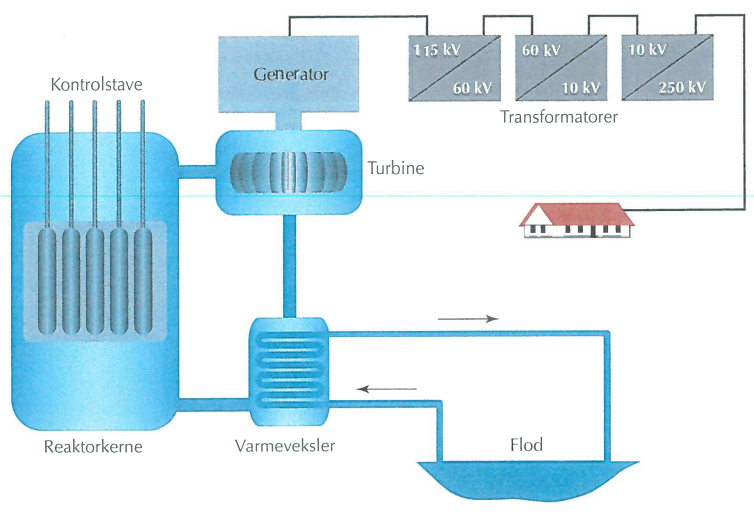 115 kV
60 kV
60 kV
10 kV
10 kV
250 kV
Generator
Transformatorer
Kontrolstave
Turbine
Reaktorkerne
Varmeveksler
Flod